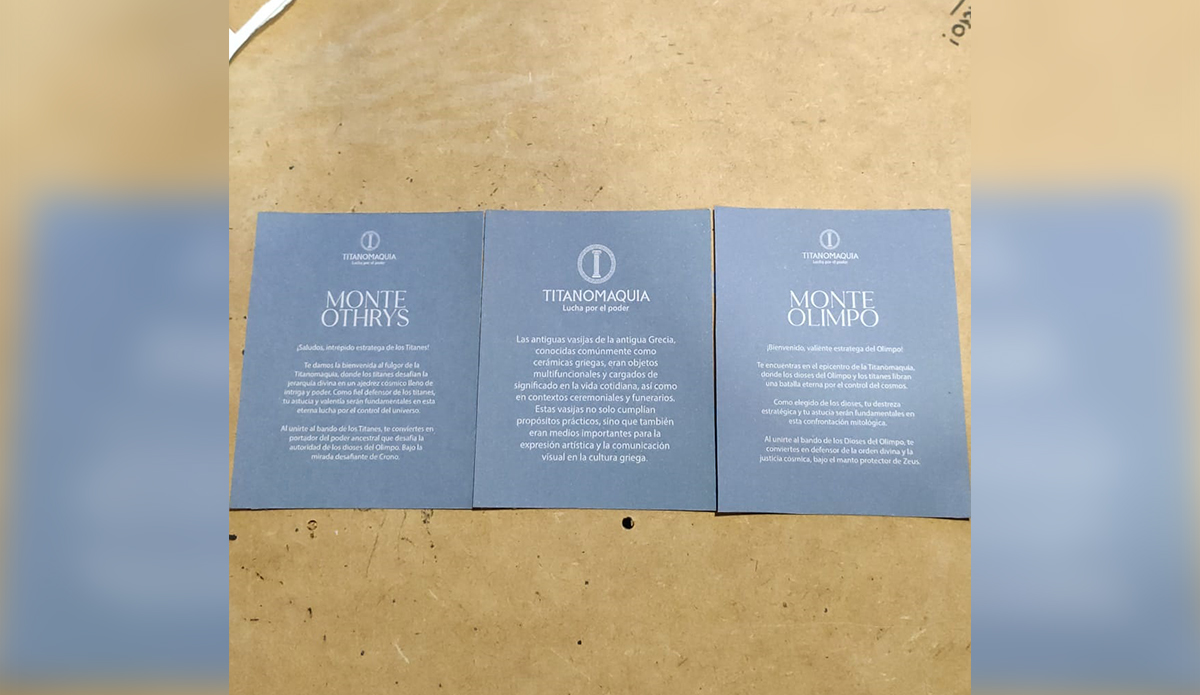 TITANOMAQUIA
Lucha por el poder
MONTE
OTHRYS
¡Saludos, intrépido estratega de los Titanes!
Te damos la bienvenida al fulgor de la
Titanomaquia, donde los titanes desafían la
jerarquía divina en un ajedrez cósmico lleno de
intriga y poder. Como fiel defensor de los titanes,
tu astucia y valentía serán fundamentales en esta
eterna lucha por el control del universo.
Al unirte al bando de los Titanes, te conviertes en
portador del poder ancestral que desafía la
autoridad de los dioses del Olimpo. Bajo la
mirada desafiante de Crono.
TITANOMAQUIA
Lucha por el poder
Las antiguas vasijas de la antigua Grecia,
conocidas comúnmente como
cerámicas griegas, eran objetos
multifuncionales y cargados de
significado en la vida cotidiana, así como
en contextos ceremoniales y funerarios.
Estas vasijas no solo cumplían
propósitos prácticos, sino que también
eran medios importantes para la
expresión artística y la comunicación
visual en la cultura griega.
TITANOMAQUIA
Lucha por el poder
MONTE
OLIMPO
¡Bienvenido, valiente estratega del Olimpo!
Te encuentras en el epicentro de la Titanomaquia,
donde los dioses del Olimpo y los titanes libran
una batalla eterna por el control del cosmos.
Como elegido de los dioses, tu destreza
estratégica y tu astucia serán fundamentales en
esta confrontación mitológica.
Al unirte al bando de los Dioses del Olimpo, te
conviertes en defensor de la orden divina y la
justicia cósmica, bajo el manto protector de Zeus.